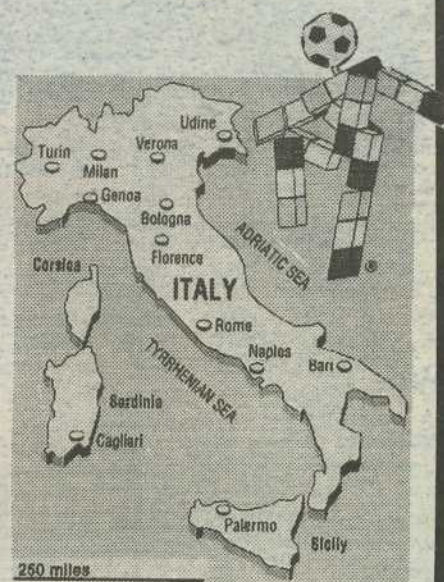 Udine
Turin
Verona
Milan
Genoa
Bologna
Florence
ADRIATIC SEA
Corsica
ITALY
Rome
TYRRHENIAN SEA
Naples
Bari
Sardinia
Cagliari
Palermo
Sicily
250 miles
®